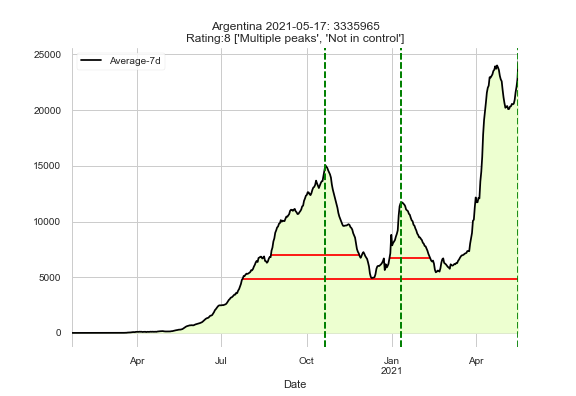 Argentina 2021-05-17: 3335965
Rating:8 ['Multiple peaks', 'Not in control']
Average-7d
25000
20000
15000
10000
5000
0
Apr
Jul
Oct
Jan
2021
Apr
Date